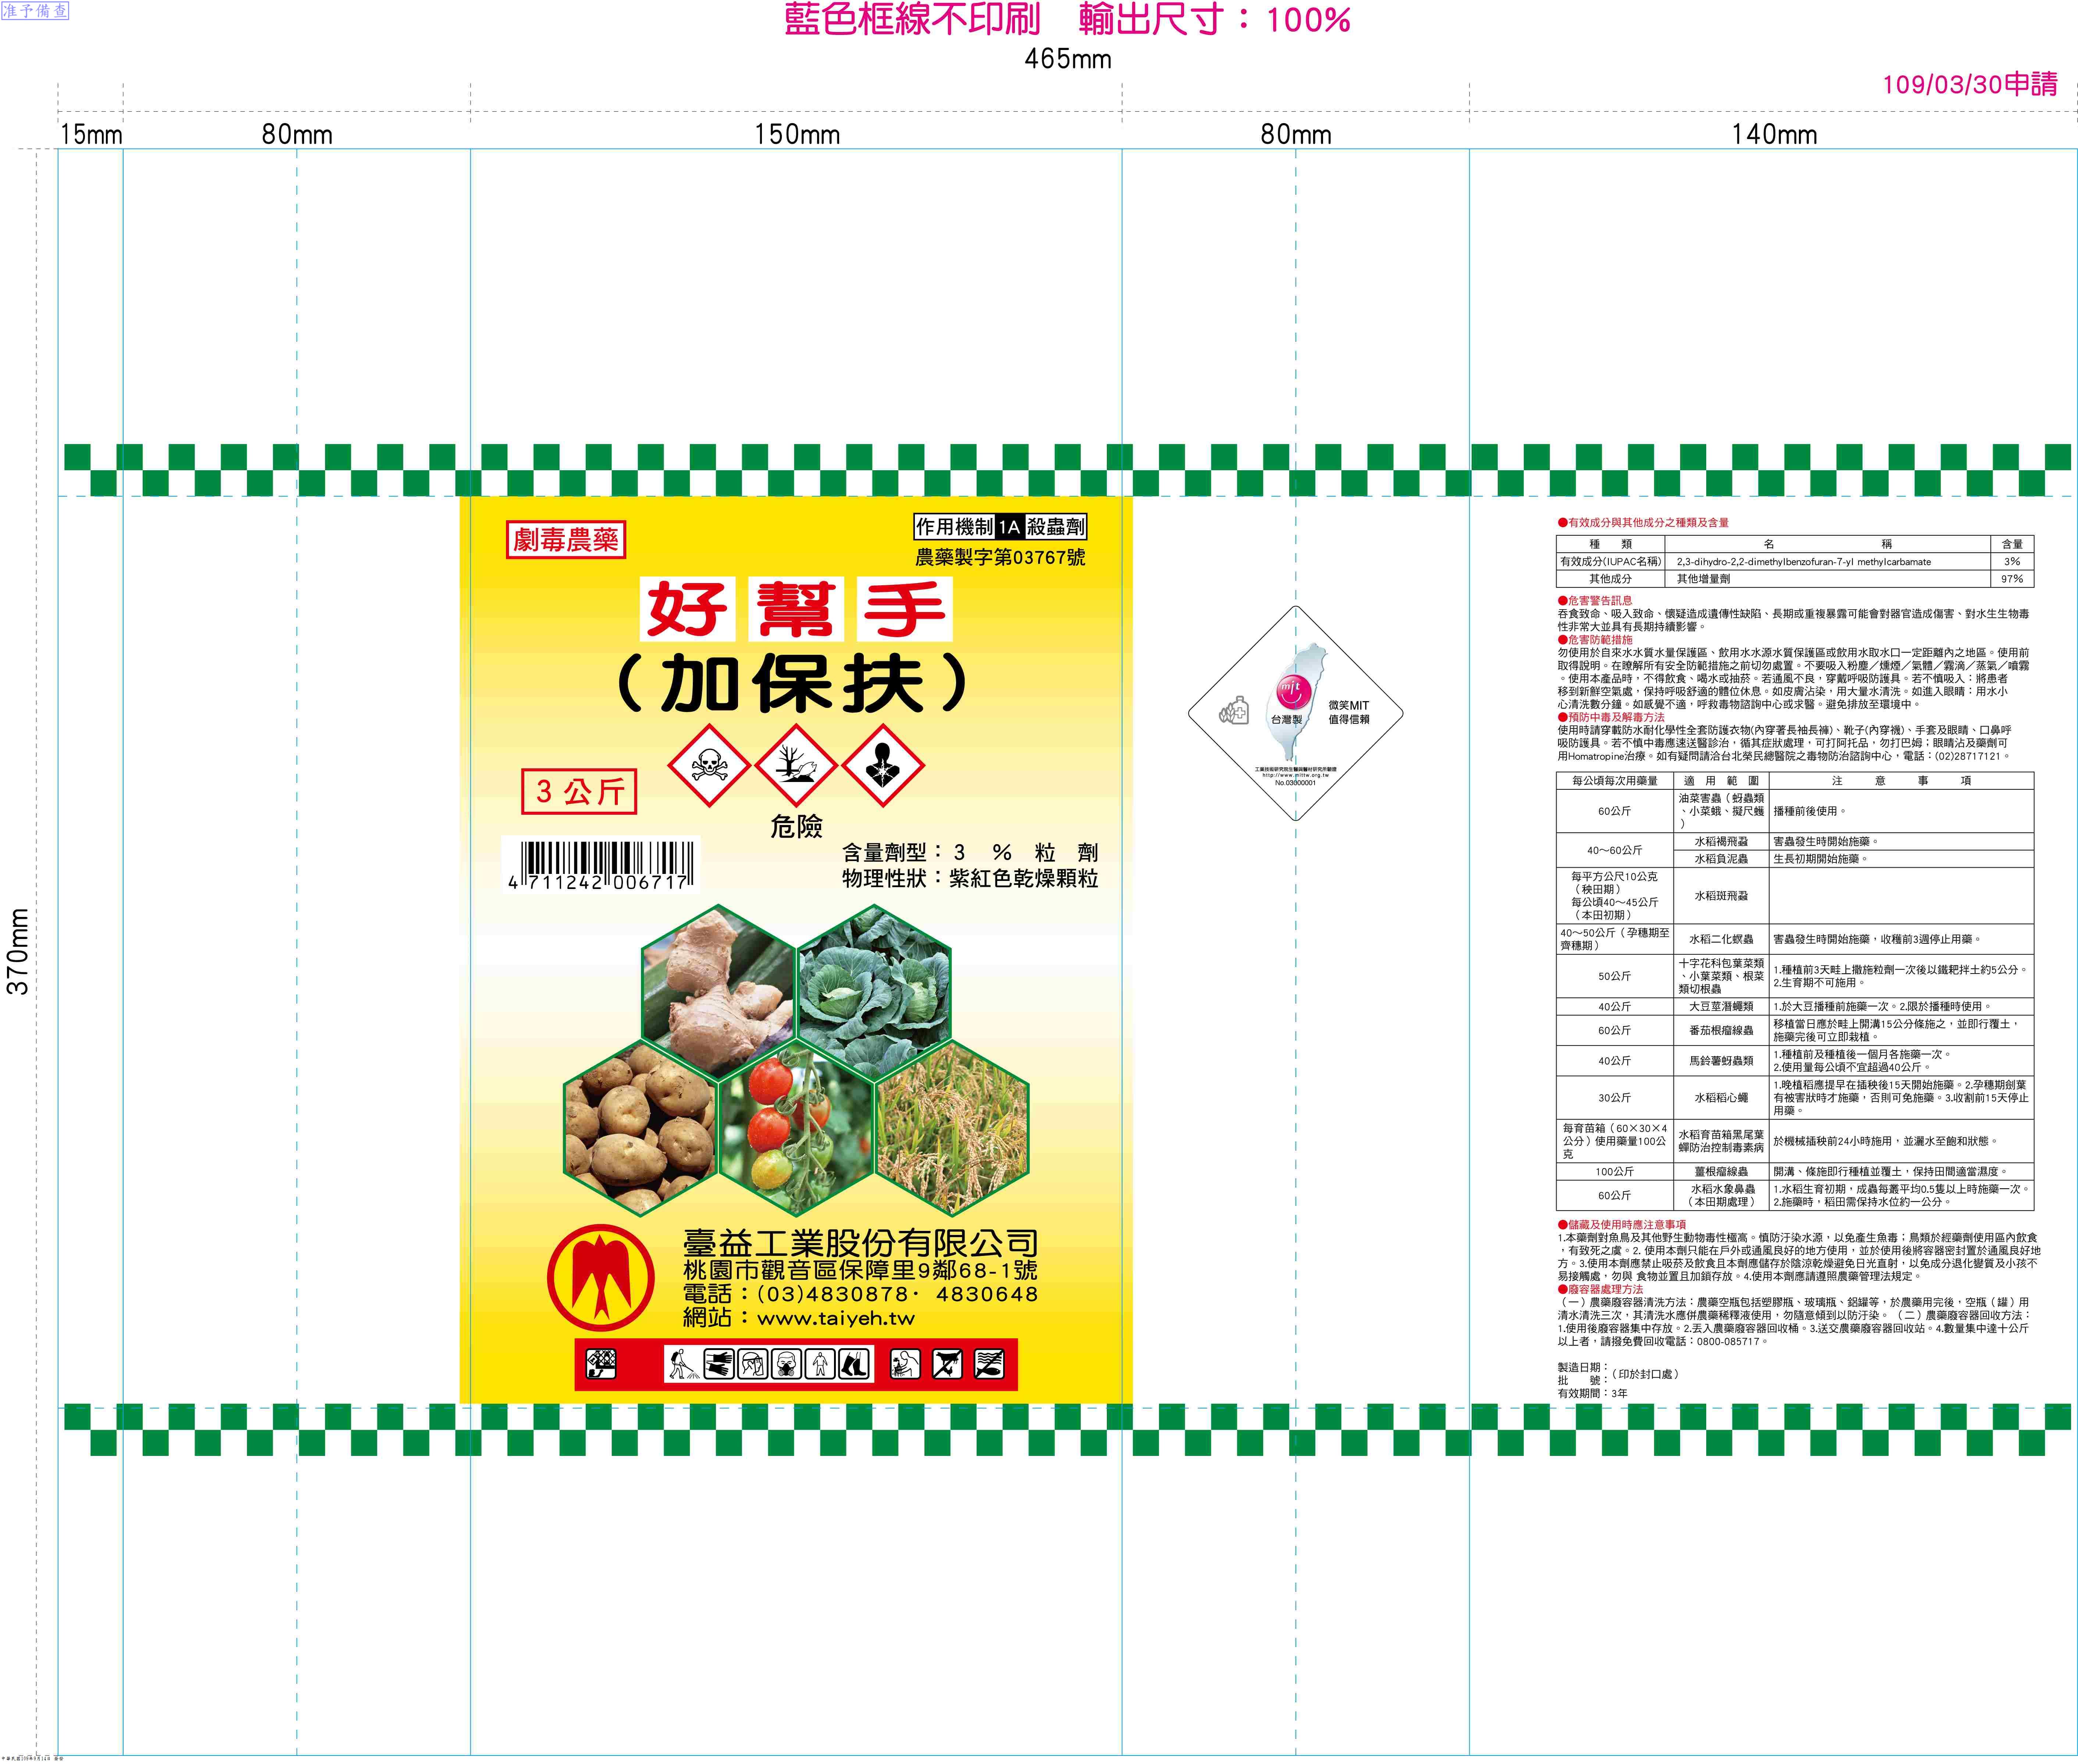 准予備查
藍色框線不印刷　輸出尺寸：100%
465mm
109/03/30申請
15mm
80mm
150mm
80mm
140mm
370mm
劇毒農藥
作用機制 1A 殺蟲劑
農藥製字第03767號
好幫手
（加保扶）
3公斤
危險
含量劑型：3　%　粒　劑
物理性狀：紫紅色乾燥顆粒
4 711242 006717
臺益工業股份有限公司
桃園市觀音區保障里9鄰68-1號
電話：(03)4830878· 4830648
網站：www.taiyeh.tw
mit
台灣製
微笑MIT
值得信賴
http://www.mittw.org.tw
No.03000001
●有效成分與其他成分之種類及含量
種　類　名　稱　含量
有效成分(IUPAC名稱)　2,3-dihydro-2,2-dimethylbenzofuran-7-yl methylcarbamate　3%
其他成分　其他增量劑　97%
●危害警告訊息
吞食致命、吸入致命、懷疑造成遺傳性缺陷、長期或重複暴露可能會對器官造成傷害、對水生生物毒
性非常大並具有長期持續影響。
●危害防範措施
勿使用於自來水水質水量保護區、飲用水水源水質保護區或飲用水取水口一定距離內之地區。使用前
取得說明。在瞭解所有安全防範措施之前切勿處置。不要吸入粉塵／燻煙／氣體／霧滴／蒸氣／噴霧
。使用本產品時，不得飲食、喝水或抽菸。若通風不良，穿戴呼吸防護具。若不慎吸入：將患者
移到新鮮空氣處，保持呼吸舒適的體位休息。如皮膚沾染，用大量水清洗。如進入眼睛：用水小
心清洗數分鐘。如感覺不適，呼救毒物諮詢中心或求醫。避免排放至環境中。
●預防中毒及解毒方法
使用時請穿載防水耐化學性全套防護衣物(內穿著長袖長褲)、靴子(內穿襪)、手套及眼睛、口鼻呼
吸防護具。若不慎中毒應速送醫診治，循其症狀處理，可打阿托品，勿打巴姆；眼睛沾及藥劑可
用Homatropine治療。如有疑問請洽台北榮民總醫院之毒物防治諮詢中心，電話：(02)28717121。
每公頃每次用藥量　適　用　範　圍　注　意　事　項
60公斤　油菜害蟲（蚜蟲類
、小菜蛾、擬尺蠖
）　播種前後使用。
40～60公斤　水稻褐飛蝨　害蟲發生時開始施藥。
水稻負泥蟲　生長初期開始施藥。
每平方公尺10公克
（秧田期）
每公頃40～45公斤
（本田初期）　水稻斑飛蝨
40～50公斤（孕穗期至
齊穗期）　水稻二化螟蟲　害蟲發生時開始施藥，收穫前3週停止用藥。
50公斤　十字花科包葉菜類
、小葉菜類、根菜
類切根蟲　1.種植前3天畦上撒施粒劑一次後以鐵耙拌土約5公分。
2.生育期不可施用。
40公斤　大豆莖潛蠅類　1.於大豆播種前施藥一次。2.限於播種時使用。
60公斤　番茄根瘤線蟲　移植當日應於畦上開溝15公分條施之，並即行覆土，
施藥完後可立即栽植。
40公斤　馬鈴薯蚜蟲類　1.種植前及種植後一個月各施藥一次。
2.使用量每公頃不宜超過40公斤。
30公斤　水稻稻心蠅　1.晚植稻應提早在插秧後15天開始施藥。2.孕穗期劍葉
有被害狀時才施藥，否則可免施藥。3.收割前15天停止
用藥。
每育苗箱（60×30×4
公分）使用藥量100公
克　水稻育苗箱黑尾葉
蟬防治控制毒素病　於機械插秧前24小時施用，並灑水至飽和狀態。
100公斤　薑根瘤線蟲　開溝、條施即行種植並覆土，保持田間適當濕度。
60公斤　水稻水象鼻蟲
（本田期處理）　1.水稻生育初期，成蟲每叢平均0.5隻以上時施藥一次。
2.施藥時，稻田需保持水位約一公分。
●儲藏及使用時應注意事項
1.本藥劑對魚鳥及其他野生動物毒性極高。慎防汙染水源，以免產生魚毒；鳥類於經藥劑使用區內飲食
，有致死之虞。2. 使用本劑只能在戶外或通風良好的地方使用，並於使用後將容器密封置於通風良好地
方。3.使用本劑應禁止吸菸及飲食且本劑應儲存於陰涼乾燥避免日光直射，以免成分退化變質及小孩不
易接觸處，勿與 食物並置且加鎖存放。4.使用本劑應請遵照農藥管理法規定。
●廢容器處理方法
（一）農藥廢容器清洗方法：農藥空瓶包括塑膠瓶、玻璃瓶、鋁罐等，於農藥用完後，空瓶（罐）用
清水清洗三次，其清洗水應併農藥稀釋液使用，勿隨意傾到以防汙染。（二）農藥廢容器回收方法：
1.使用後廢容器集中存放。2.丟入農藥廢容器回收桶。3.送交農藥廢容器回收站。4.數量集中達十公斤
以上者，請撥免費回收電話：0800-085717。
製造日期：
批　　號：（印於封口處）
有效期間：3年